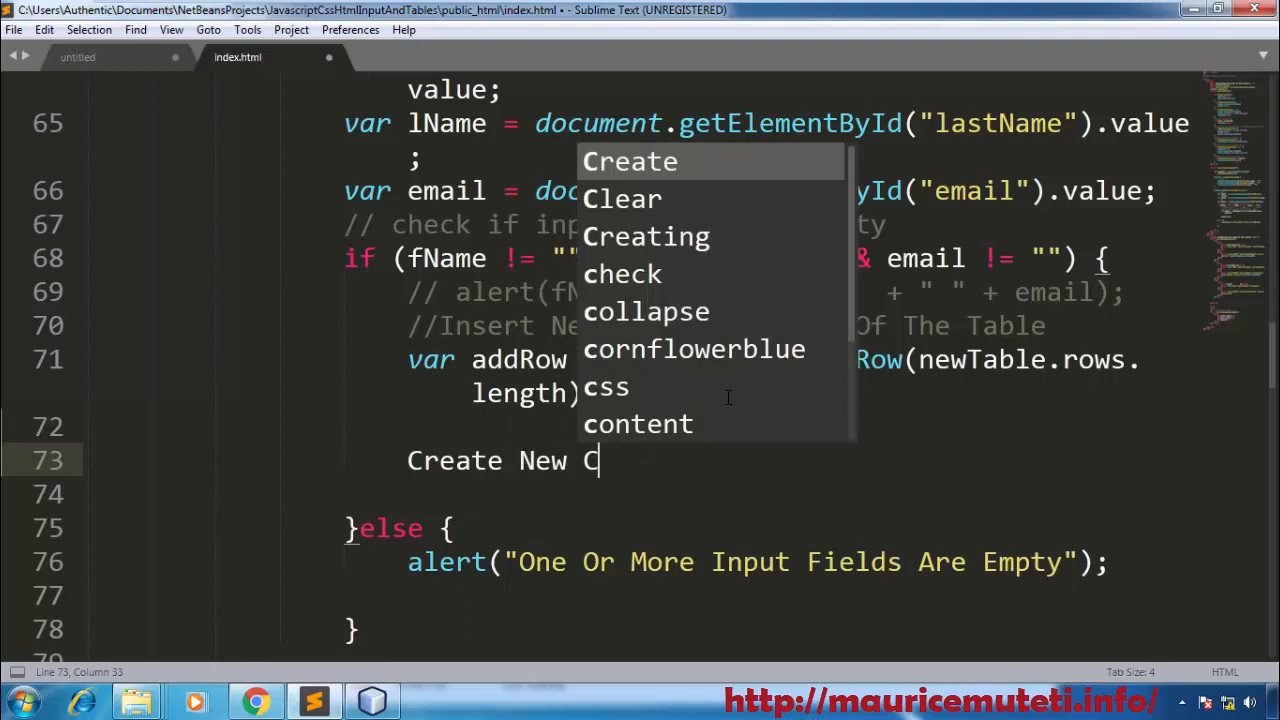 C:\Users\Authentic\Documents\NetBeansProjects\JavascriptCssHtmlInputAndTables\public_html\index.html • - Sublime Text (UNREGISTERED)
File Edit Selection Find View Goto Tools Project Preferences Help
untitled index.html
value;
65 var lName = document.getElementById("lastName").value
;
Create
66 var email = doc Id("email").value;
Clear
67 // check if inp ty
Creating
68 if (fName != "" & email != "") {
check
69 // alert(fN + " " + email);
collapse
70 //Insert Ne Of The Table
cornflowerblue
71 var addRow Row(newTable.rows.
css
length)
72
content
73 Create New C
74
75 }else {
76 alert("One Or More Input Fields Are Empty");
77
78 }
Line 73, Column 33 Tab Size: 4 HTML
http://mauricemuteti.info/